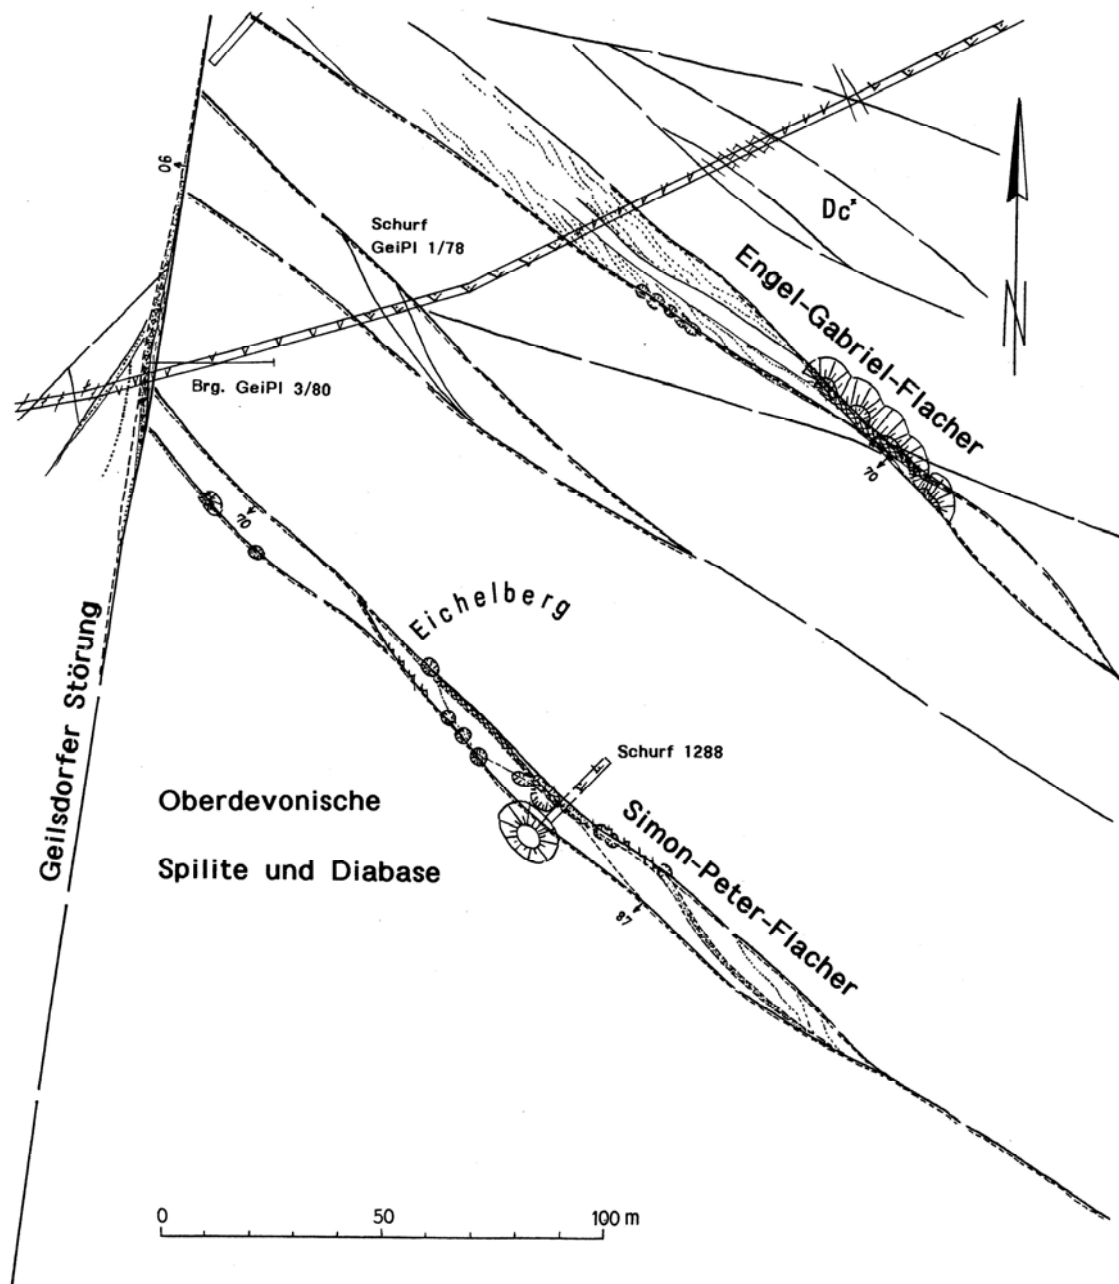 90
Schurf
GeiPl 1/78
Dc
Engel-Gabriel-Flacher
N
Brg. GeiPl 3/80
70
70
Eichelberg
Geilsdorfer Störung
Schurf 1288
Oberdevonische
Spilite und Diabase
Simon-Peter-Flacher
87
0 50 100 m